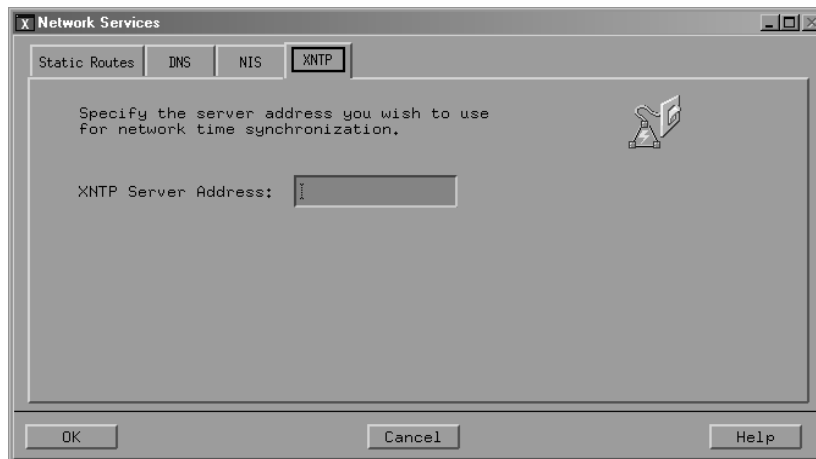 X Network Services
Static Routes DNS NIS XNTP
Specify the server address you wish to use
for network time synchronization.
XNTP Server Address:
OK Cancel Help